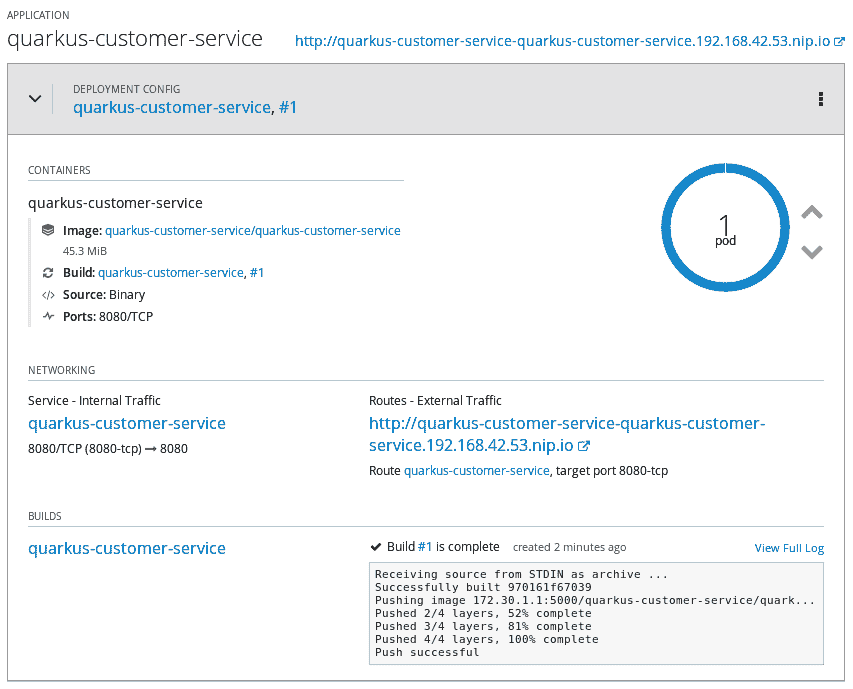 APPLICATION
quarkus-customer-service http://quarkus-customer-service-quarkus-customer-service.192.168.42.53.nip.io
DEPLOYMENT CONFIG
quarkus-customer-service, #1
CONTAINERS
quarkus-customer-service
Image: quarkus-customer-service/quarkus-customer-service
45.3 MiB
Build: quarkus-customer-service, #1
</> Source: Binary
Ports: 8080/TCP
1
pod
NETWORKING
Service - Internal Traffic
quarkus-customer-service
8080/TCP (8080-tcp) → 8080
Routes - External Traffic
http://quarkus-customer-service-quarkus-customer-
service.192.168.42.53.nip.io
Route quarkus-customer-service, target port 8080-tcp
BUILDS
quarkus-customer-service
Build #1 is complete created 2 minutes ago View Full Log
Receiving source from STDIN as archive ...
Successfully built 970161f67039
Pushing image 172.30.1.1:5000/quarkus-customer-service/quark...
Pushed 2/4 layers, 52% complete
Pushed 3/4 layers, 81% complete
Pushed 4/4 layers, 100% complete
Push successful